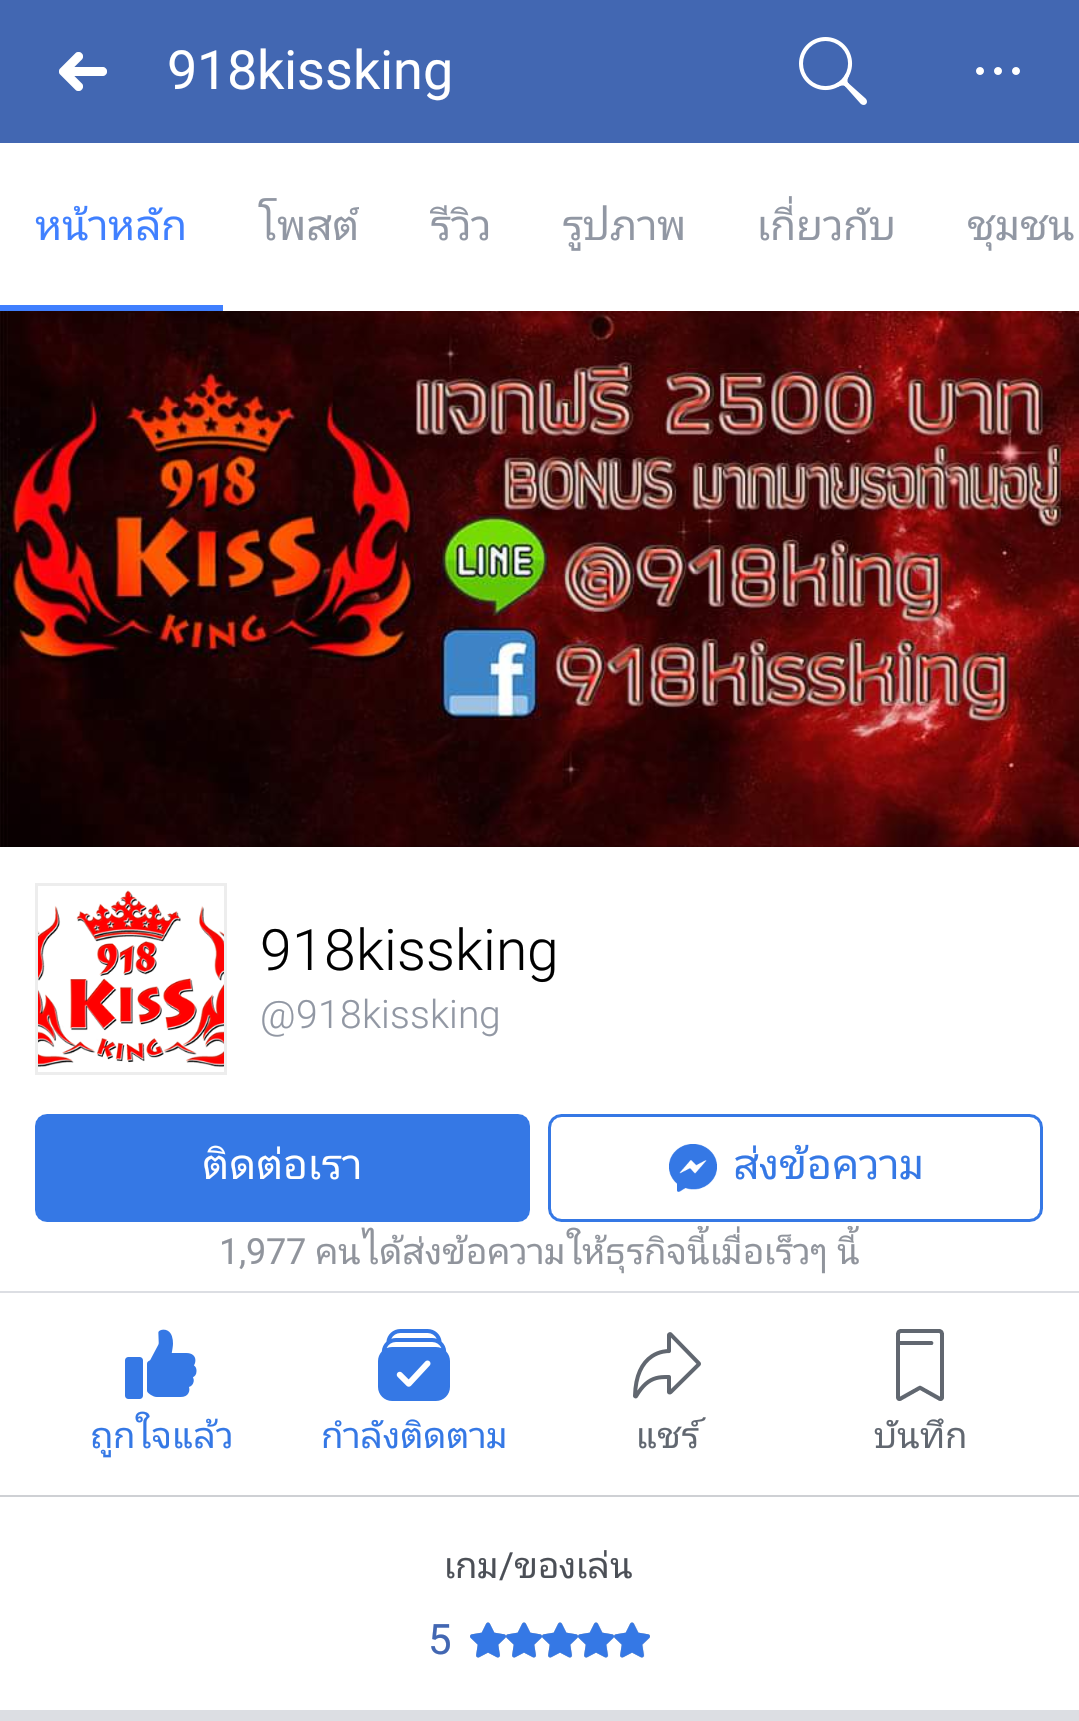 918kissking
หน้าหลัก โพสต์ รีวิว รูปภาพ เกี่ยวกับ ชุมชน
918
KISS
KING
แจกฟรี 2500 บาท
BONUS มากมายรอท่านอยู่
LINE @918king
f 918kissking
918
KISS
KING
918kissking
@918kissking
ติดต่อเรา
ส่งข้อความ
1,977 คนได้ส่งข้อความให้ธุรกิจนี้เมื่อเร็วๆ นี้
ถูกใจแล้ว กำลังติดตาม แชร์ บันทึก
เกม/ของเล่น
5